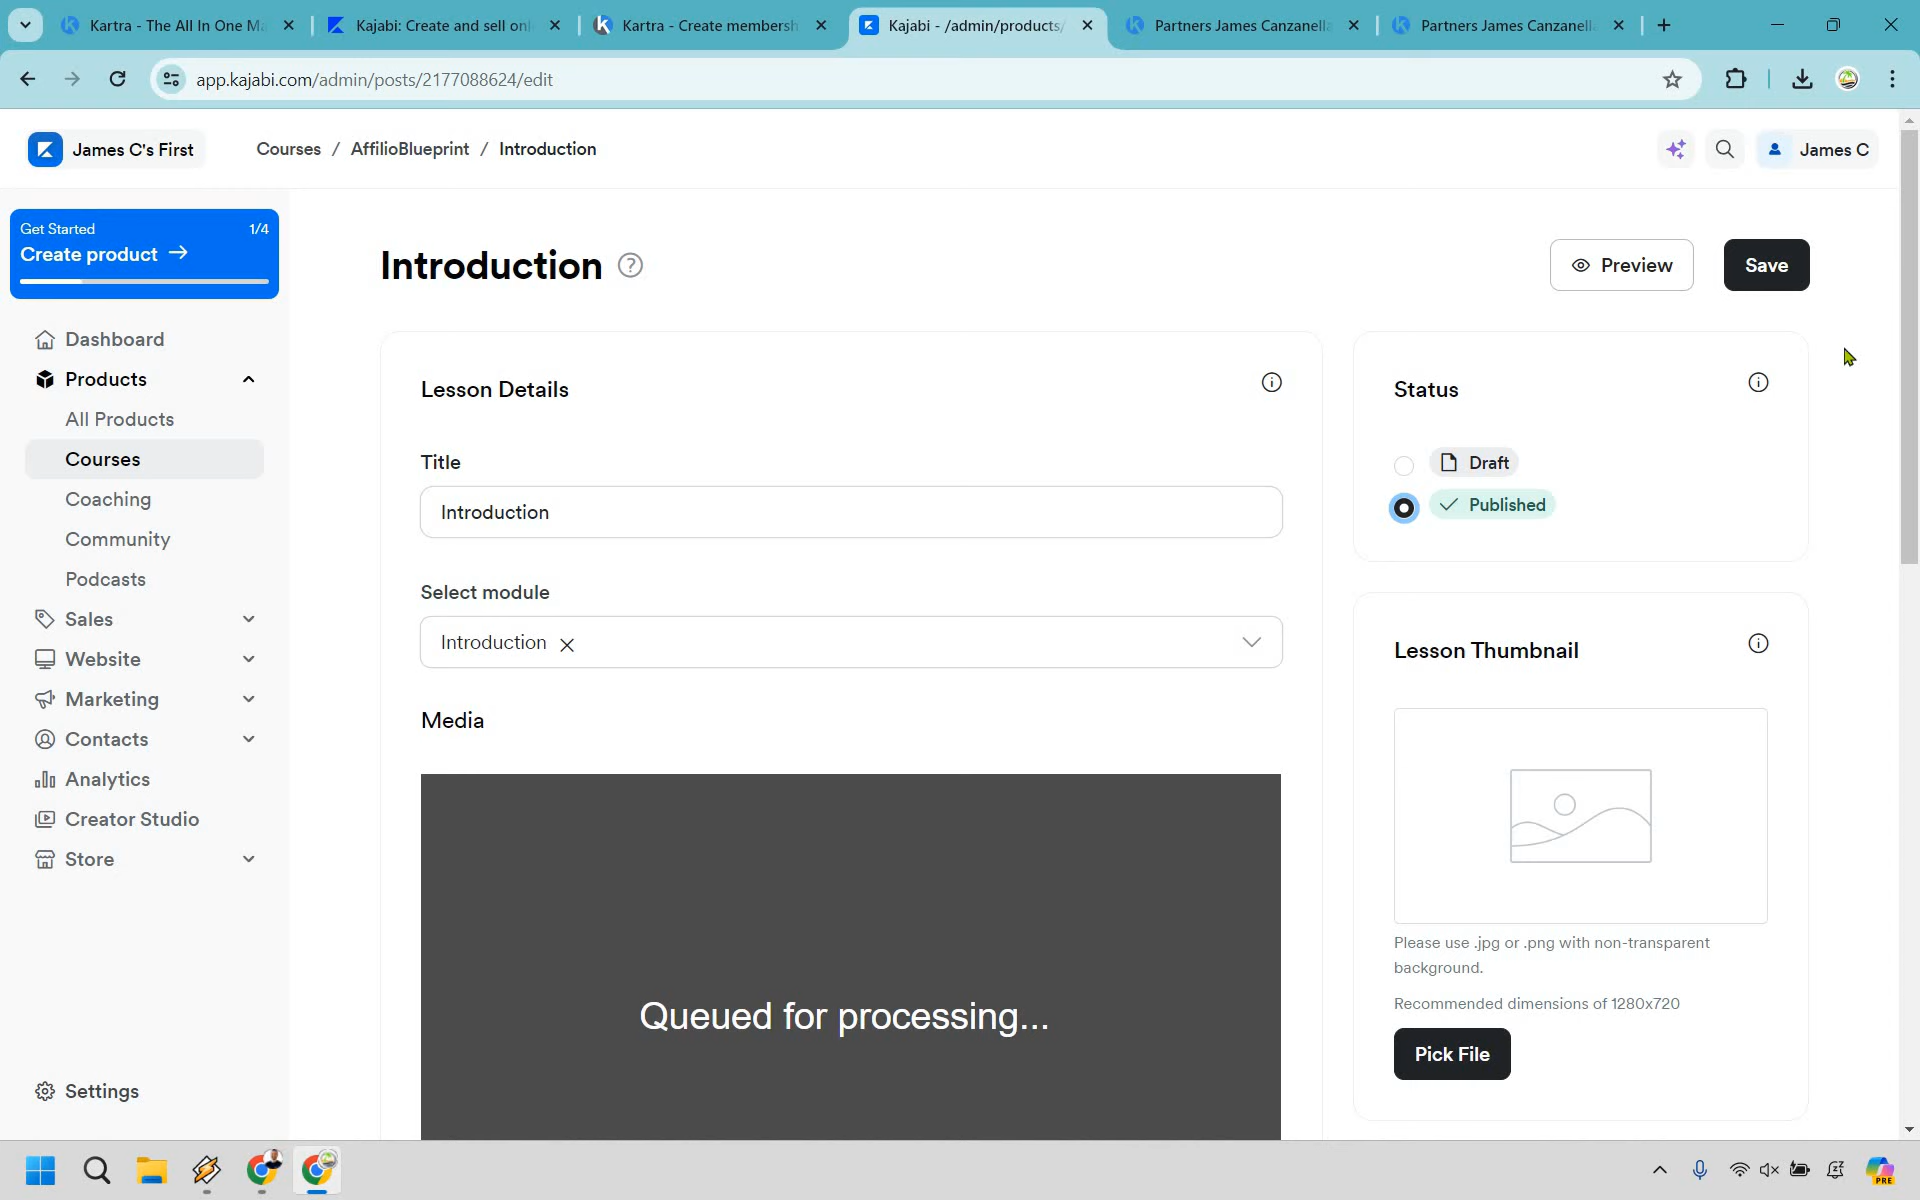 Kartra - The All In One Ma
Kajabi: Create and sell onl
Kartra - Create membersh
Kajabi - /admin/products/
Partners James Canzanella
Partners James Canzanella
app.kajabi.com/admin/posts/2177088624/edit
James C's First
Courses / AffilioBlueprint / Introduction
James C
Get Started 1/4
Create product
Introduction
Preview
Save
Dashboard
Products
All Products
Courses
Coaching
Community
Podcasts
Sales
Website
Marketing
Contacts
Analytics
Creator Studio
Store
Settings
Lesson Details
Title
Introduction
Select module
Introduction
Media
Queued for processing...
Status
Draft
Published
Lesson Thumbnail
Please use .jpg or .png with non-transparent
background.
Recommended dimensions of 1280x720
Pick File
PRE